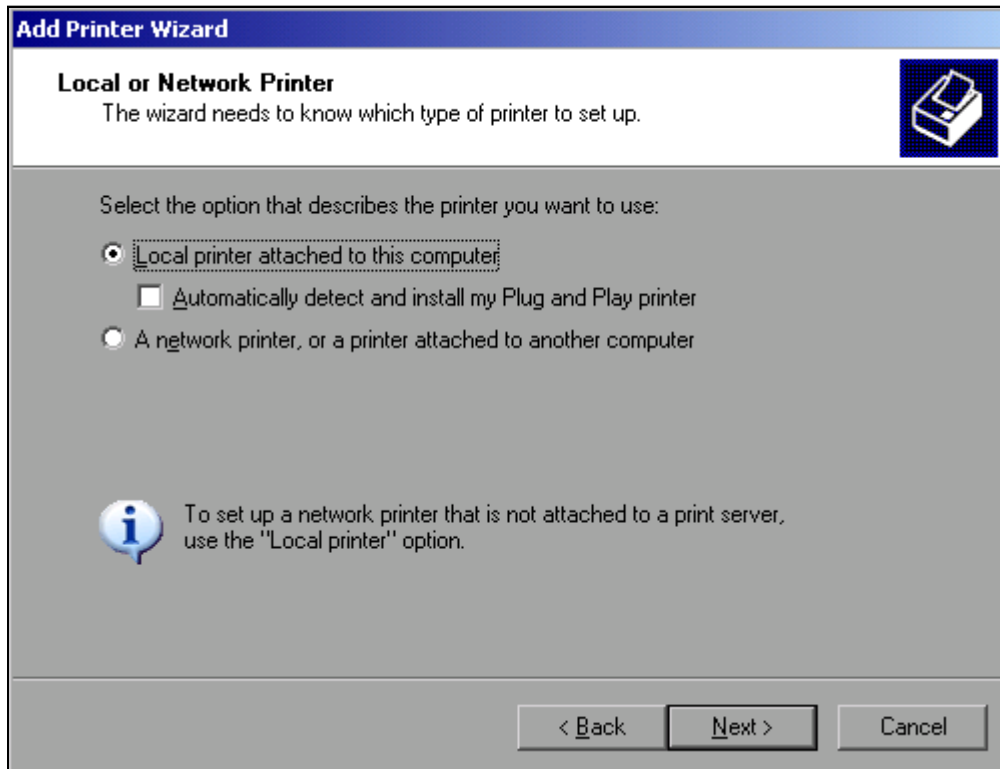 Add Printer Wizard
Local or Network Printer
The wizard needs to know which type of printer to set up.
Select the option that describes the printer you want to use:
Local printer attached to this computer
Automatically detect and install my Plug and Play printer
A network printer, or a printer attached to another computer
To set up a network printer that is not attached to a print server,
use the "Local printer" option.
< Back Next > Cancel